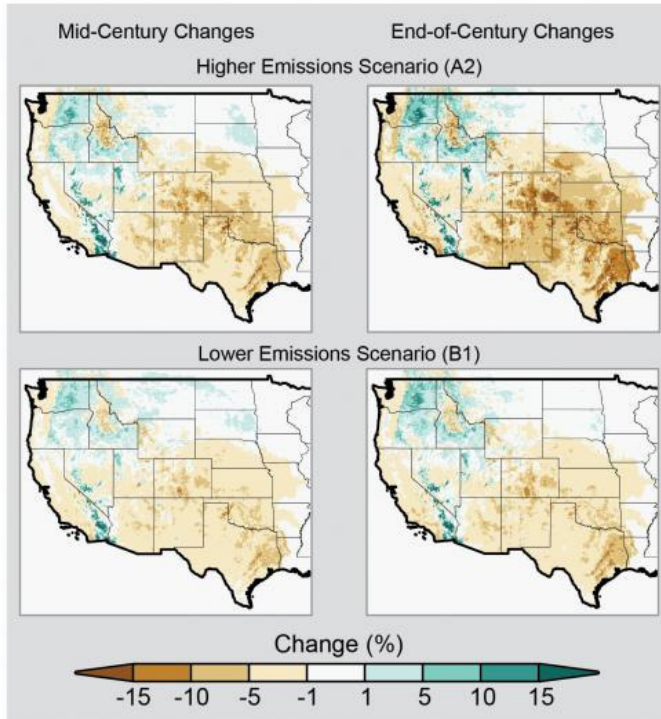 Mid-Century Changes End-of-Century Changes
Higher Emissions Scenario (A2)
Lower Emissions Scenario (B1)
Change (%)
-15 -10 -5 -1 1 5 10 15